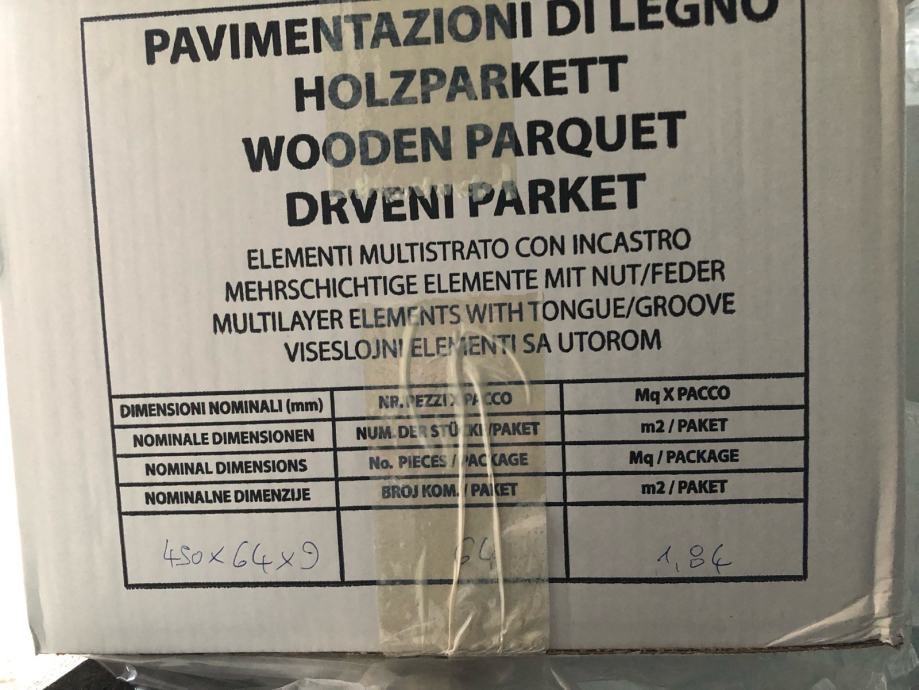 PAVIMENTAZIONI DI LEGNO
HOLZPARKETT
WOODEN PARQUET
DRVENI PARKET
ELEMENTI MULTISTRATO CON INCASTRO
MEHRSCHICHTIGE ELEMENTE MIT NUT/FEDER
MULTILAYER ELEMENTS WITH TONGUE/GROOVE
VISESLOJNI ELEMENTI SA UTOROM
DIMENSIONI NOMINALI (mm) NR. PEZZI X PACCO Mq X PACCO
NOMINALE DIMENSIONEN NUM. DER STÜCKE/PAKET m2 / PAKET
NOMINAL DIMENSIONS No. PIECES / PACKAGE Mq / PACKAGE
NOMINALNE DIMENZIJE BROJ KOM. / PAKET m2 / PAKET
450x64x9 64 1,84